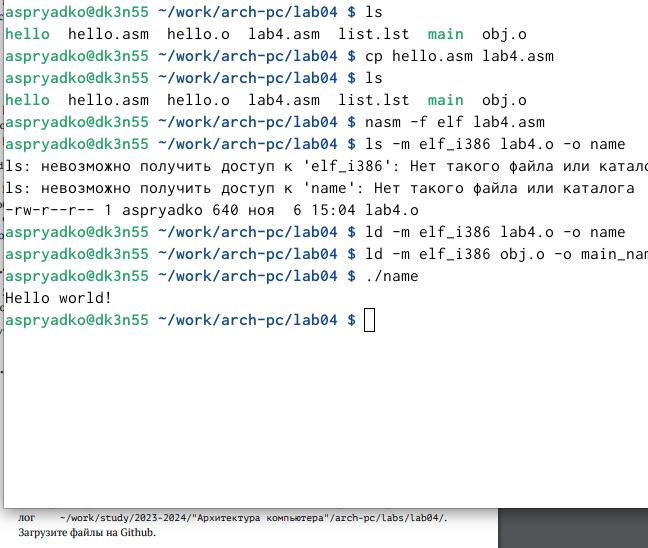 aspryadko@dk3n55 ~/work/arch-pc/lab04 $ ls
hello  hello.asm  hello.o  lab4.asm  list.lst  main  obj.o
aspryadko@dk3n55 ~/work/arch-pc/lab04 $ cp hello.asm lab4.asm
aspryadko@dk3n55 ~/work/arch-pc/lab04 $ ls
hello  hello.asm  hello.o  lab4.asm  list.lst  main  obj.o
aspryadko@dk3n55 ~/work/arch-pc/lab04 $ nasm -f elf lab4.asm
aspryadko@dk3n55 ~/work/arch-pc/lab04 $ ls -m elf_i386 lab4.o -o name
ls: невозможно получить доступ к 'elf_i386': Нет такого файла или катало
ls: невозможно получить доступ к 'name': Нет такого файла или каталога
-rw-r--r-- 1 aspryadko 640 ноя  6 15:04 lab4.o
aspryadko@dk3n55 ~/work/arch-pc/lab04 $ ld -m elf_i386 lab4.o -o name
aspryadko@dk3n55 ~/work/arch-pc/lab04 $ ld -m elf_i386 obj.o -o main_nam
aspryadko@dk3n55 ~/work/arch-pc/lab04 $ ./name
Hello world!
aspryadko@dk3n55 ~/work/arch-pc/lab04 $
лог ~/work/study/2023-2024/"Архитектура компьютера"/arch-pc/labs/lab04/.
Загрузите файлы на Github.